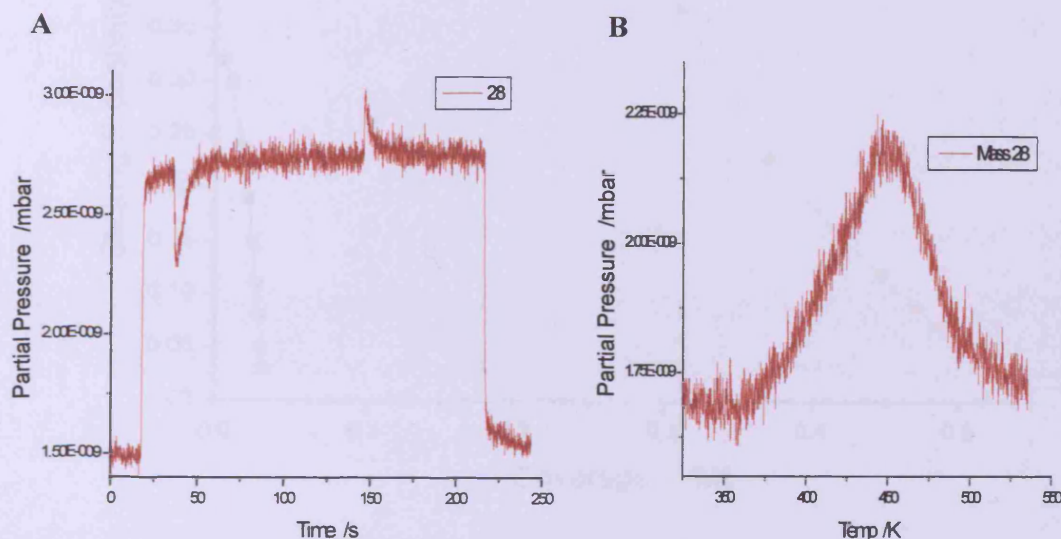 A
3.00E-009
2.50E-009
2.00E-009
1.50E-009
0
50
100
150
200
250
28
Partial Pressure /mbar
Time /s
B
2.25E-009
2.00E-009
1.75E-009
350
400
450
500
550
Mass 28
Partial Pressure /mbar
Temp /K